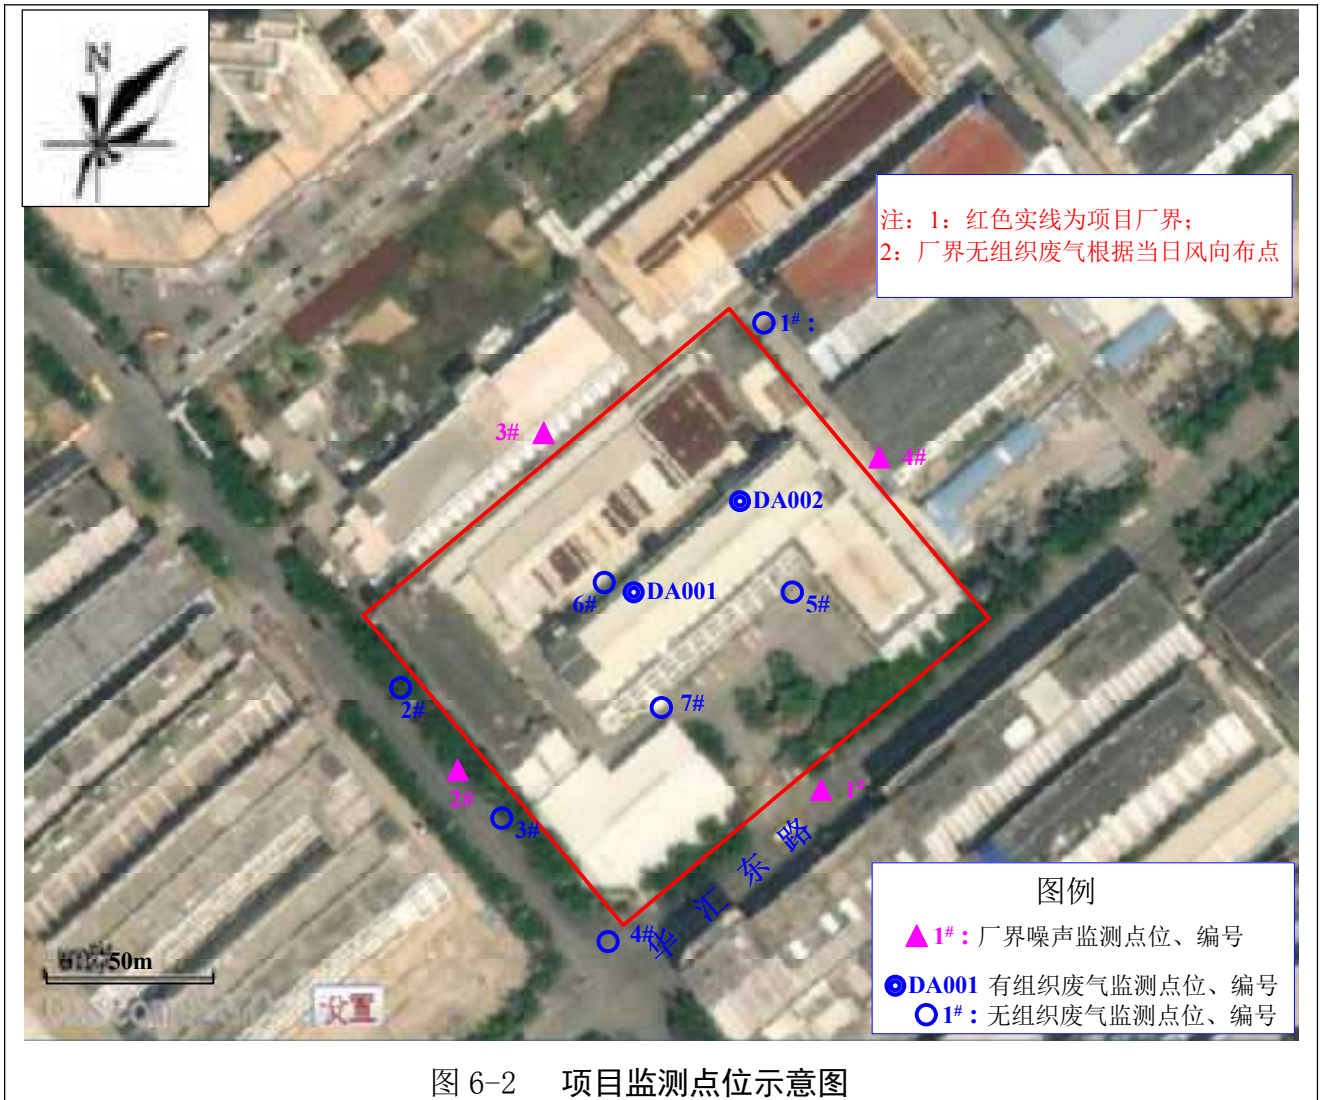 N
注：1：红色实线为项目厂界；
2：厂界无组织废气根据当日风向布点
1#：
3#
4#
DA002
6#
DA001
5#
2#
7#
2#
1#
3#
华汇东路
4#
50m
设置
图例
1#：厂界噪声监测点位、编号
DA001 有组织废气监测点位、编号
1#：无组织废气监测点位、编号
图 6-2 项目监测点位示意图